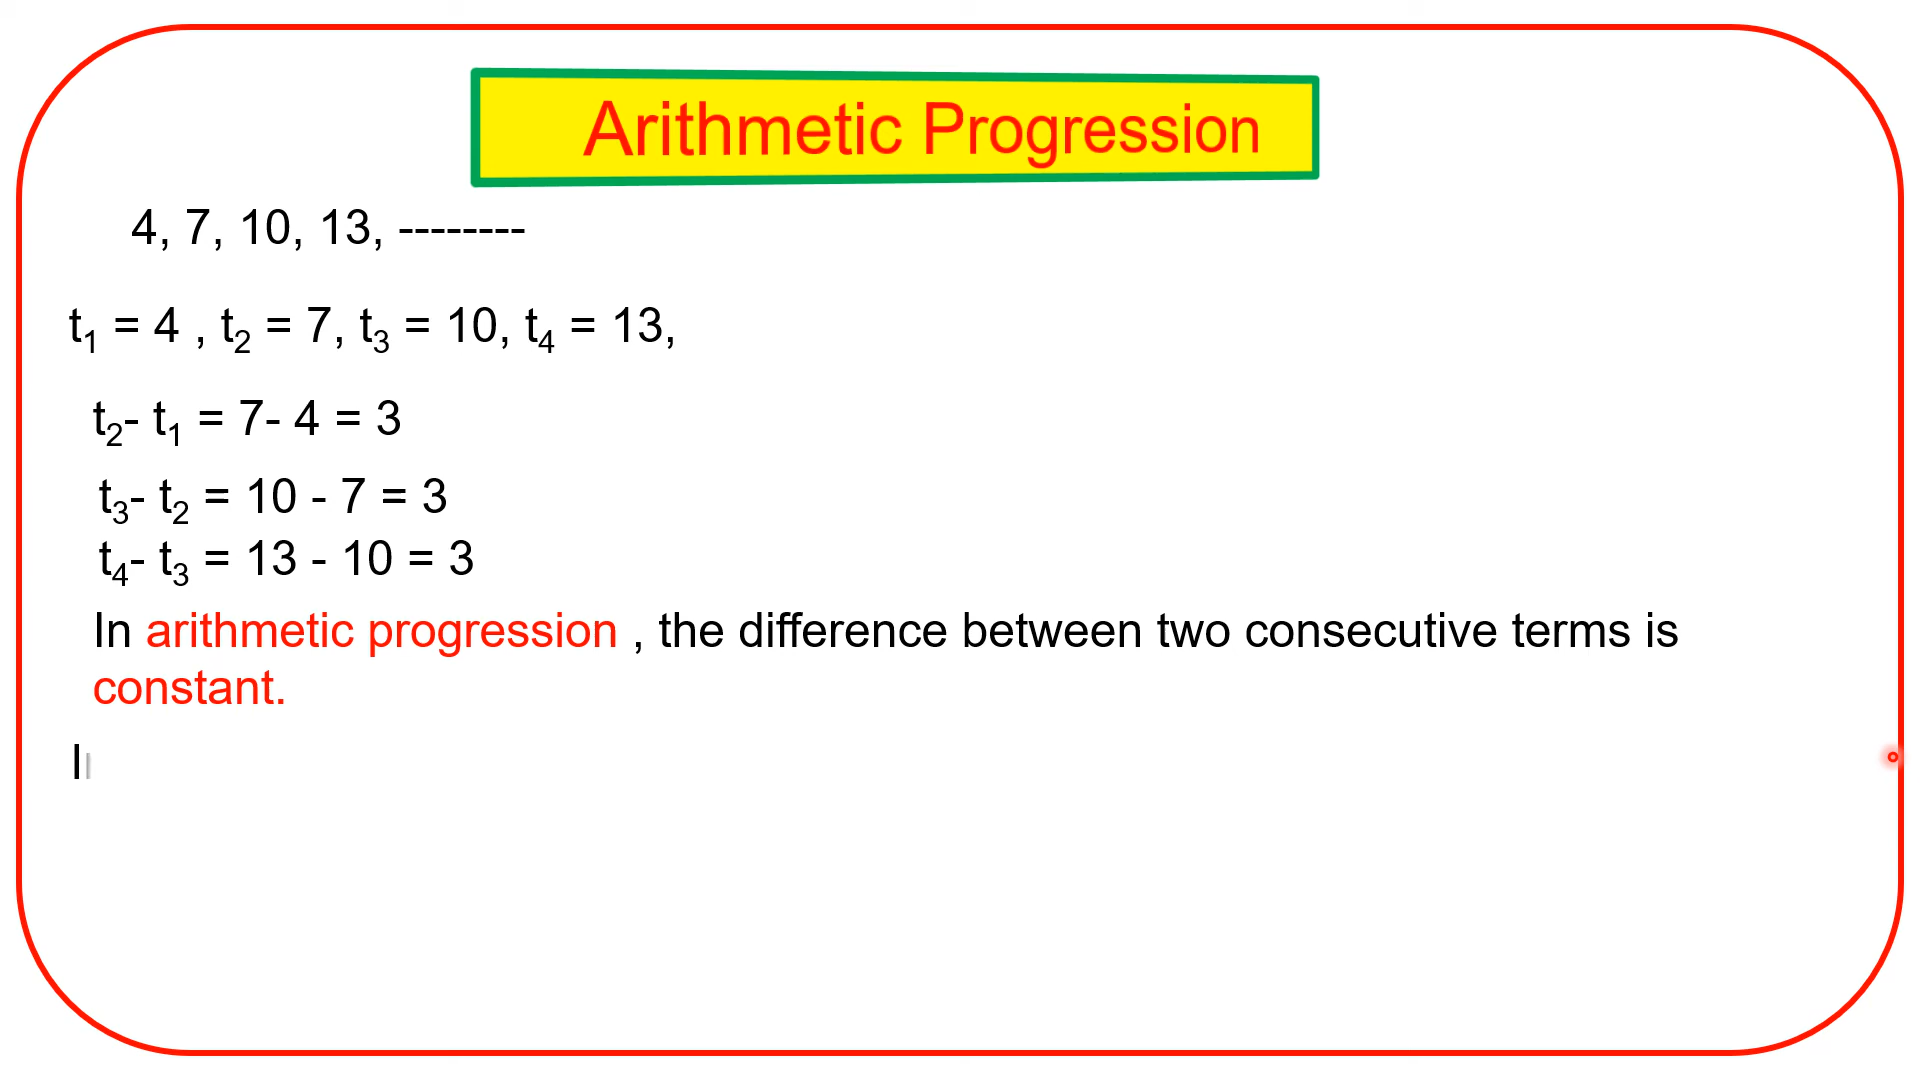 Arithmetic Progression
4, 7, 10, 13, --------
t₁ = 4 , t₂ = 7, t₃ = 10, t₄ = 13,
t₂- t₁ = 7- 4 = 3
t₃- t₂ = 10 - 7 = 3
t₄- t₃ = 13 - 10 = 3
In arithmetic progression , the difference between two consecutive terms is
constant.
I